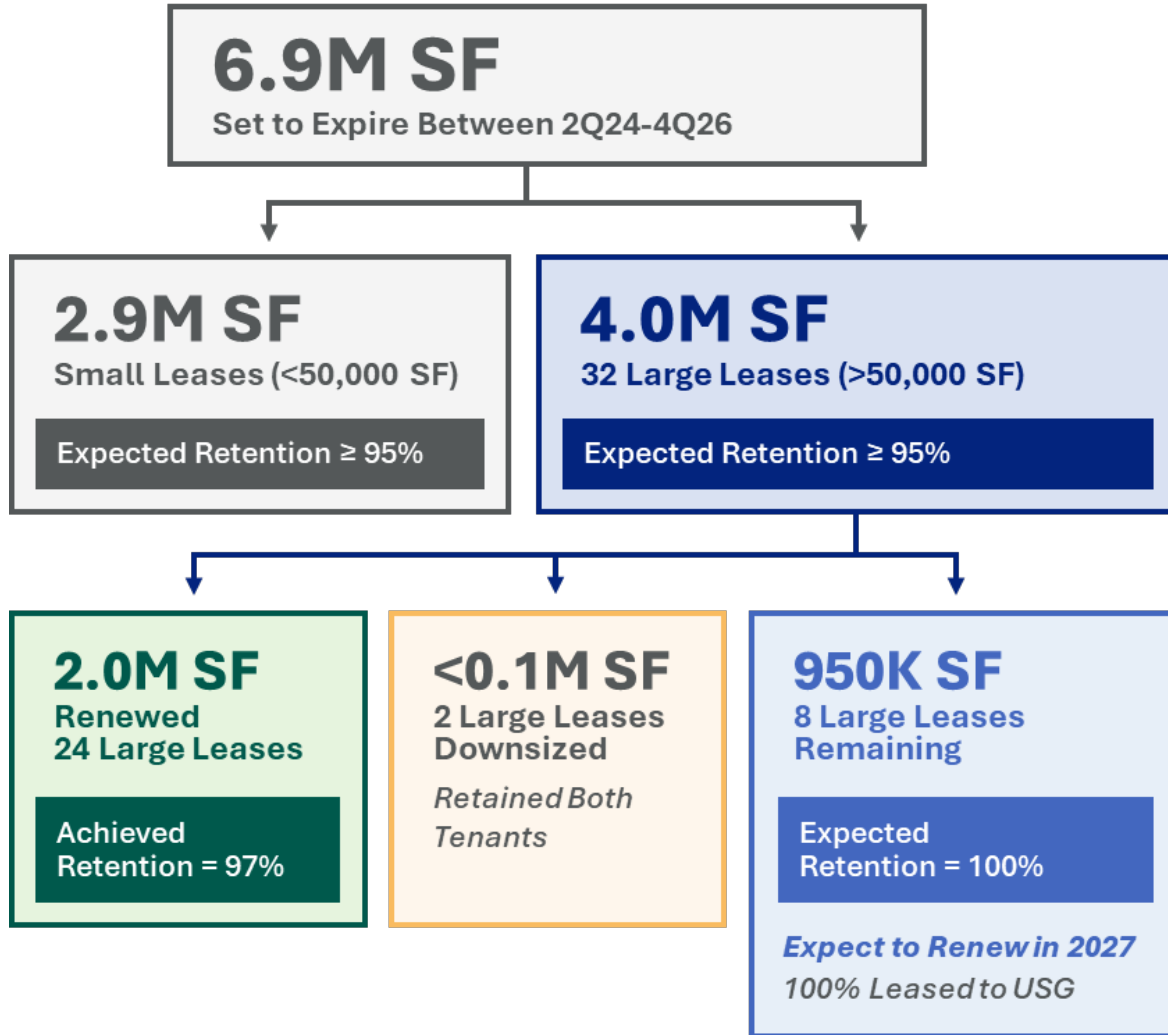 6.9M SF
Set to Expire Between 2Q24-4Q26
2.9M SF
Small Leases (<50,000 SF)
Expected Retention ≥ 95%
4.0M SF
32 Large Leases (>50,000 SF)
Expected Retention ≥ 95%
2.0M SF
Renewed
24 Large Leases
Achieved
Retention = 97%
<0.1M SF
2 Large Leases
Downsized
Retained Both
Tenants
950K SF
8 Large Leases
Remaining
Expected
Retention = 100%
Expect to Renew in 2027
100% Leased to USG